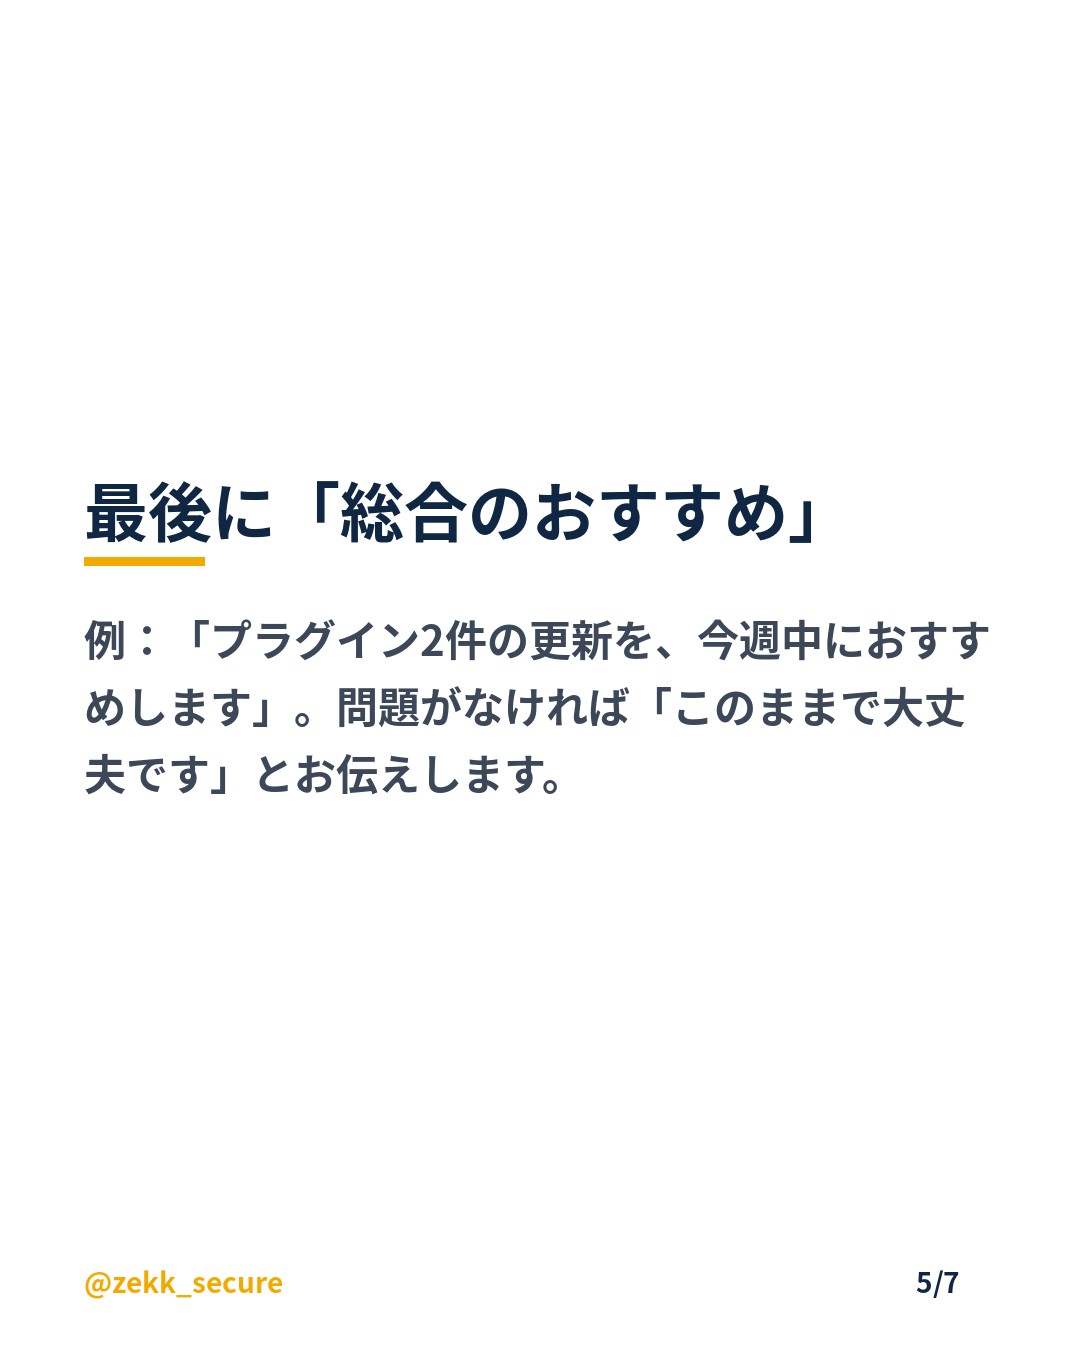 最後に「総合のおすすめ」
例：「プラグイン2件の更新を、今週中におすす
めします」。問題がなければ「このままで大丈
夫です」とお伝えします。
@zekk_secure
5/7